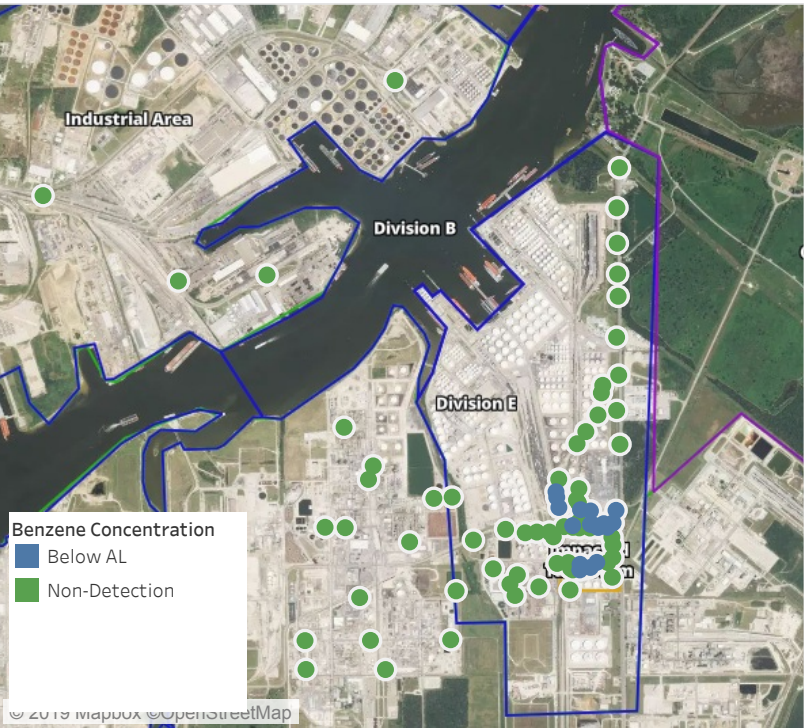 Industrial Area
Division B
Division E
Benzene Concentration
Below AL
Non-Detection
© 2019 Mapbox ©OpenStreetMap